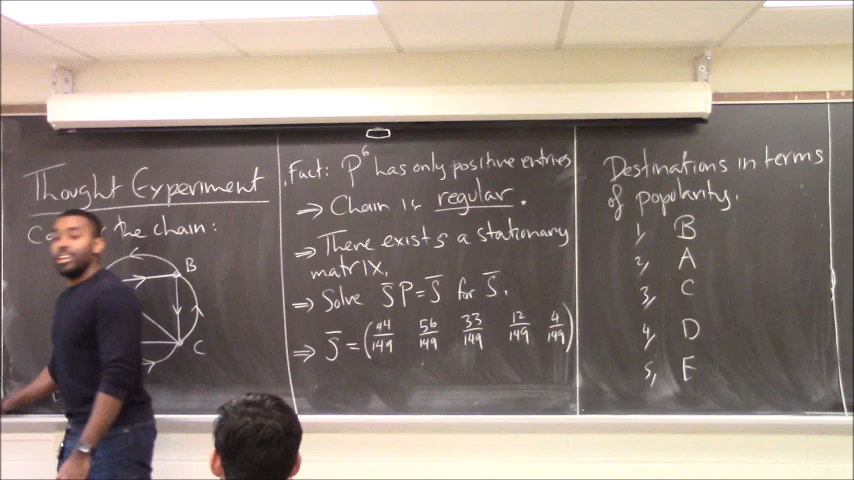 Thought Experiment
the chain:
B
C
Fact: P⁶ has only positive entries
⇒ Chain is regular.
⇒ There exists a stationary
matrix.
⇒ Solve S̄P = S̄ for S̄.
⇒ S̄ = (44/149 56/149 33/149 12/149 4/149)
Destinations in terms
of popularity.
1, B
2, A
3, C
4, D
5, E